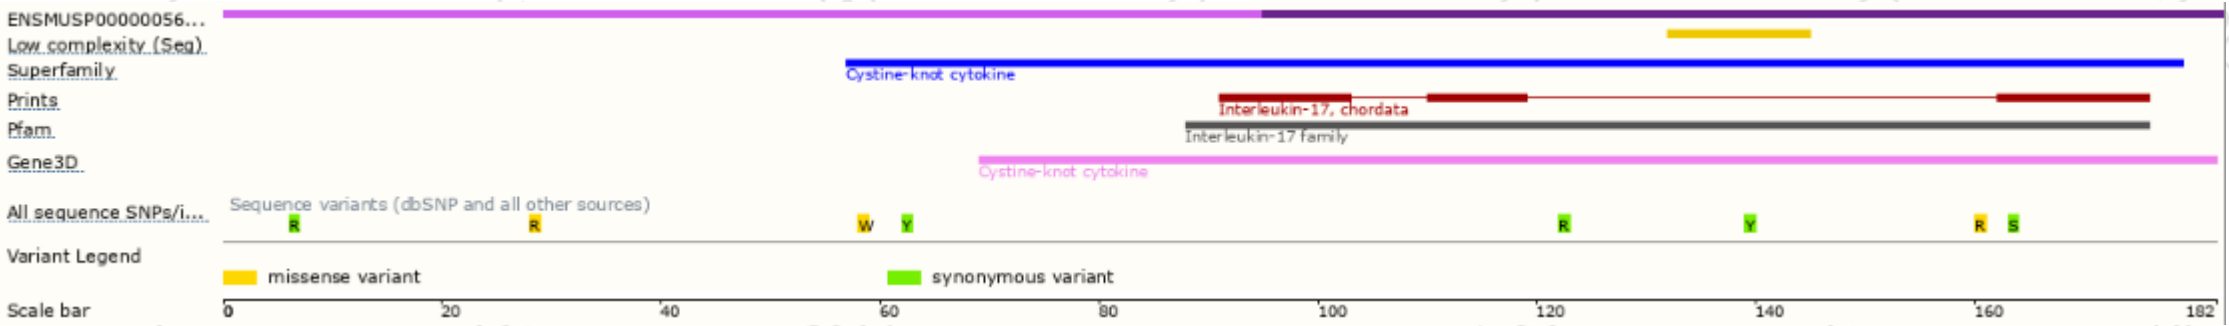 ENSMUSP00000056...
Low complexity (Seg)
Superfamily
Cystine-knot cytokine
Prints
Interleukin-17, chordata
Pfam
Interleukin-17 family
Gene3D
Cystine-knot cytokine
All sequence SNPs/i...
Sequence variants (dbSNP and all other sources)
R R W Y R Y R S
Variant Legend
missense variant synonymous variant
Scale bar 0 20 40 60 80 100 120 140 160 182